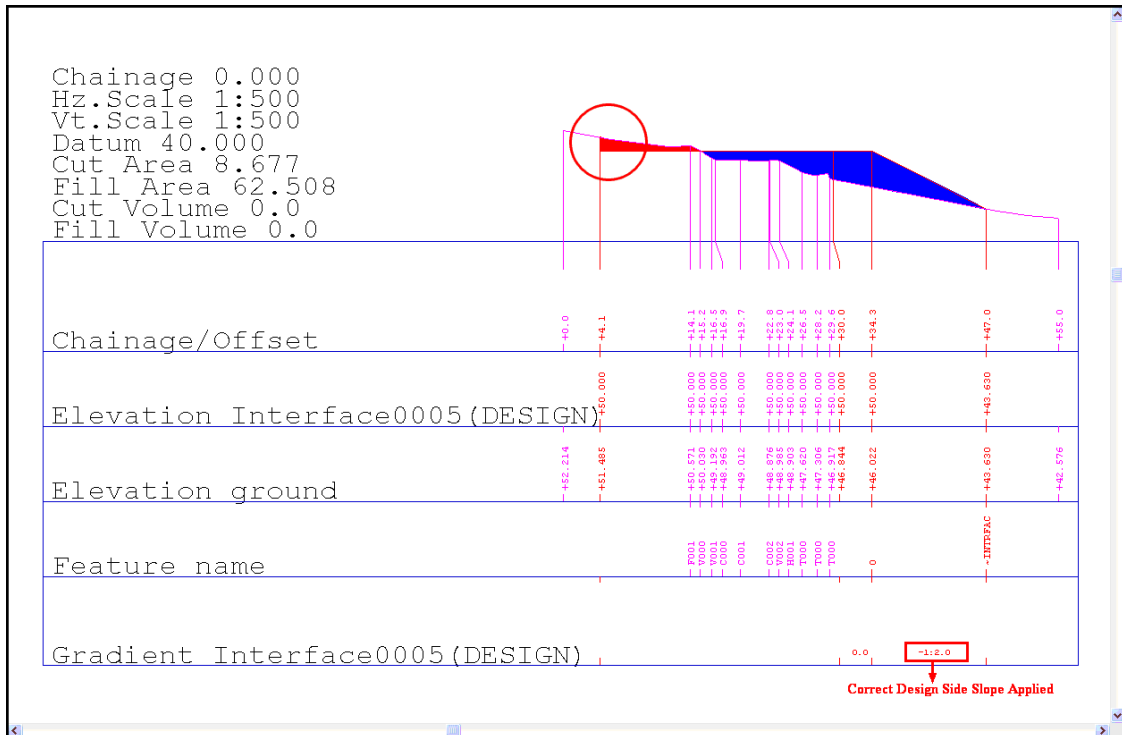 Chainage 0.000
Hz.Scale 1:500
Vt.Scale 1:500
Datum 40.000
Cut Area 8.677
Fill Area 62.508
Cut Volume 0.0
Fill Volume 0.0
Chainage/Offset +0.0 +4.1 +14.1 +15.2 +16.5 +16.9 +19.7 +22.8 +23.0 +24.1 +26.5 +28.2 +29.6 +30.0 +34.3 +47.0 +55.0
Elevation Interface0005(DESIGN) +50.000 +50.000 +50.000 +50.000 +50.000 +50.000 +50.000 +50.000 +50.000 +50.000 +50.000 +50.000 +50.000 +50.000 +43.630
Elevation ground +52.214 +51.485 +50.571 +50.030 +49.192 +48.963 +49.012 +48.876 +48.985 +48.903 +47.620 +47.306 +46.917 +46.844 +46.022 +43.630 +42.576
Feature name F001 V000 V001 C000 C001 C002 V002 H001 T000 T000 T000 0 -INTRFAC
Gradient Interface0005(DESIGN) 0.0 -1:2.0
Correct Design Side Slope Applied